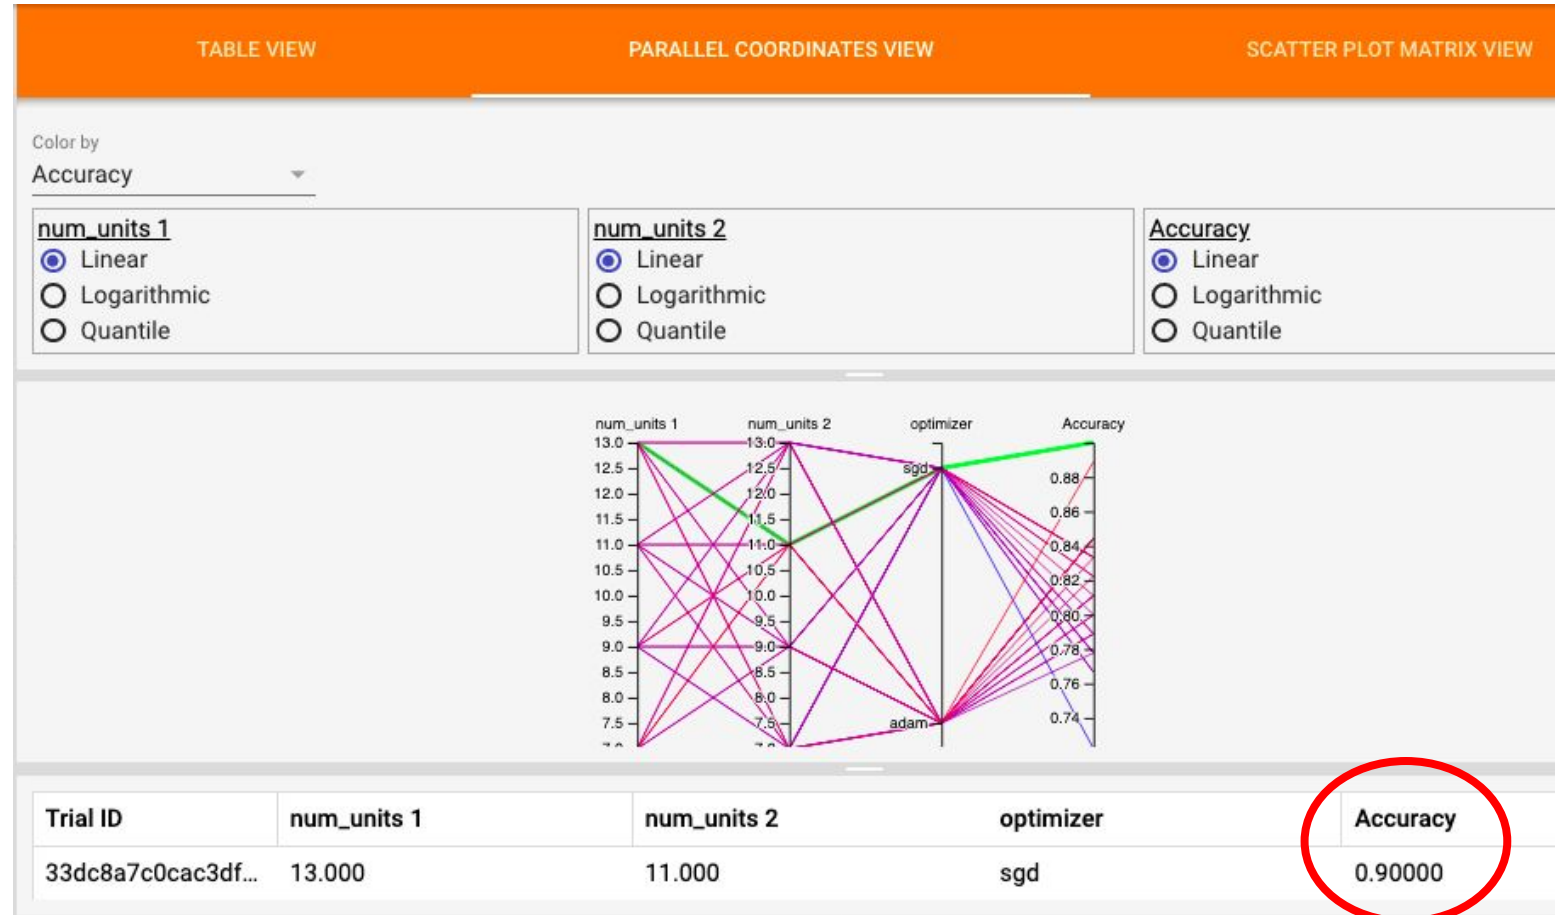 TABLE VIEW PARALLEL COORDINATES VIEW SCATTER PLOT MATRIX VIEW
Color by
Accuracy
num_units 1 num_units 2 Accuracy
Linear Linear Linear
Logarithmic Logarithmic Logarithmic
Quantile Quantile Quantile
num_units 1 num_units 2 optimizer Accuracy
13.0 13.0
12.5 12.5 sgd 0.88
12.0 12.0
11.5 11.5 0.86
11.0 11.0 0.84
10.5 10.5 0.82
10.0 10.0
9.5 9.5 0.80
9.0 9.0 0.78
8.5 8.5
8.0 8.0 0.76
7.5 7.5 adam 0.74
Trial ID num_units 1 num_units 2 optimizer Accuracy
33dc8a7c0cac3df... 13.000 11.000 sgd 0.90000